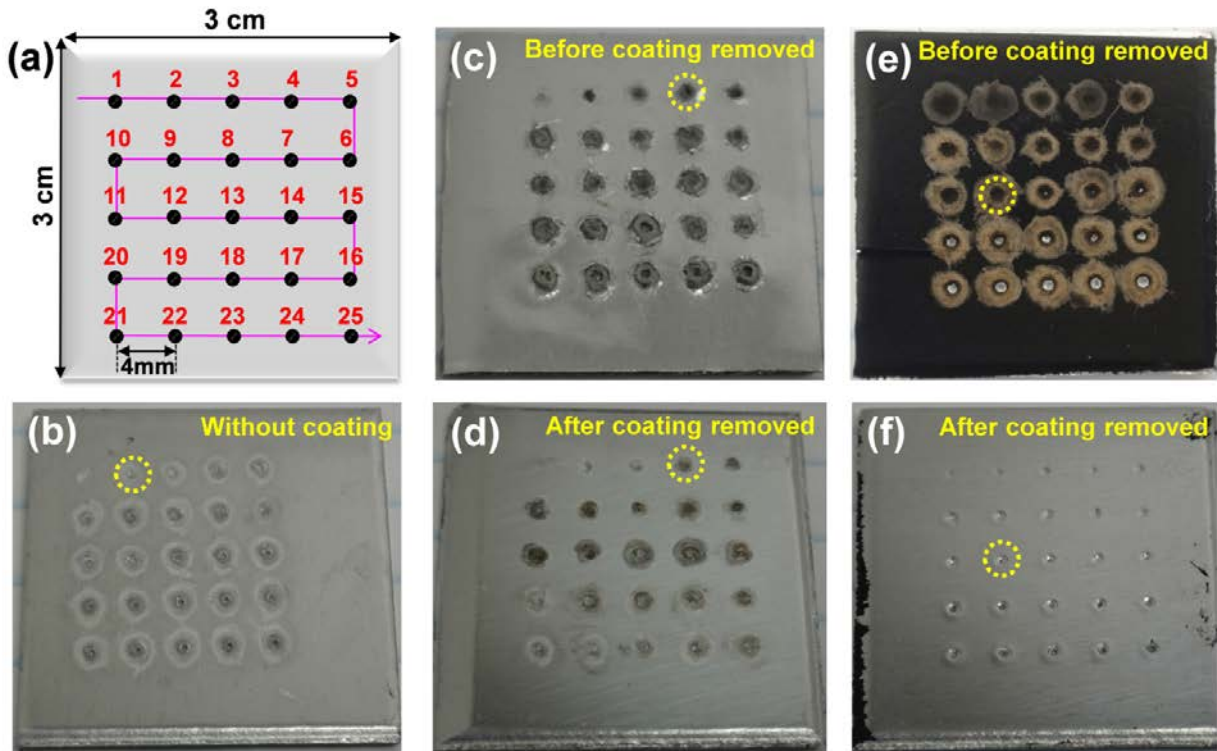 (a)
3 cm
3 cm
1 2 3 4 5
10 9 8 7 6
11 12 13 14 15
20 19 18 17 16
21 22 23 24 25
4mm
(b)
Without coating
(c)
Before coating removed
(d)
After coating removed
(e)
Before coating removed
(f)
After coating removed